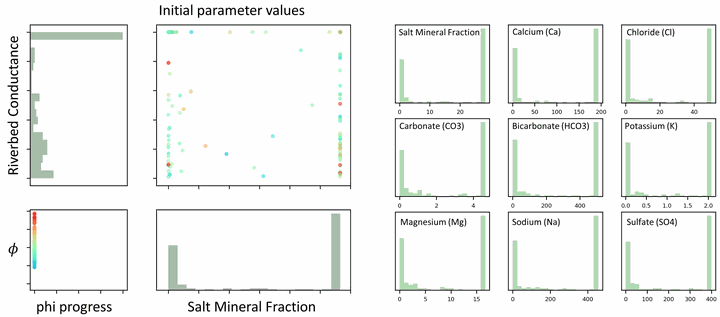 Initial parameter values
Riverbed Conductance
ϕ
phi progress
Salt Mineral Fraction
Salt Mineral Fraction
0 10 20
Calcium (Ca)
0 50 100 150 200
Chloride (Cl)
0 20 40
Carbonate (CO3)
0 2 4
Bicarbonate (HCO3)
0 200 400
Potassium (K)
0.0 0.5 1.0 1.5 2.0
Magnesium (Mg)
0 5 10 15
Sodium (Na)
0 200 400
Sulfate (SO4)
0 100 200 300 400